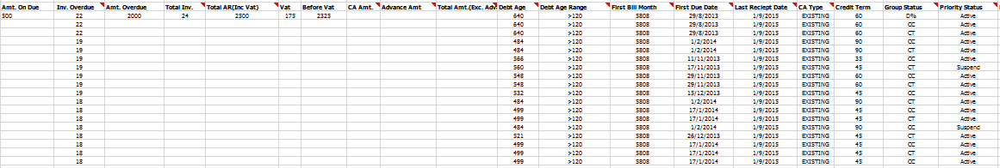 Amt. On Due Inv. Overdue Amt. Overdue Total Inv. Total AR(Inc Vat) Vat Before Vat CA Amt. Advance Amt Total Amt.(Exc. Adv. Debt Age Debt Age Range First Bill Month First Due Date Last Reciept Date CA Type Credit Term Group Status Priority Status
500 22 2000 24 2500 175 2325 640 >120 5808 29/8/2013 1/9/2015 EXISTING 60 D% Active
22 640 >120 5808 29/8/2013 1/9/2015 EXISTING 60 CC Active
22 640 >120 5808 29/8/2013 1/9/2015 EXISTING 60 CT Active
19 484 >120 5808 1/2/2014 1/9/2015 EXISTING 90 CC Active
19 484 >120 5808 1/2/2014 1/9/2015 EXISTING 90 CT Active
19 566 >120 5808 11/11/2013 1/9/2015 EXISTING 35 CC Active
19 560 >120 5808 17/11/2013 1/9/2015 EXISTING 45 CT Suspend
19 548 >120 5808 29/11/2013 1/9/2015 EXISTING 60 CC Active
19 548 >120 5808 29/11/2013 1/9/2015 EXISTING 60 CT Active
19 532 >120 5808 15/12/2013 1/9/2015 EXISTING 45 CC Active
18 484 >120 5808 1/2/2014 1/9/2015 EXISTING 90 CT Active
18 499 >120 5808 17/1/2014 1/9/2015 EXISTING 45 CC Active
18 499 >120 5808 17/1/2014 1/9/2015 EXISTING 45 CT Active
18 484 >120 5808 1/2/2014 1/9/2015 EXISTING 90 CC Suspend
18 521 >120 5808 26/12/2013 1/9/2015 EXISTING 45 CT Active
18 499 >120 5808 17/1/2014 1/9/2015 EXISTING 45 CC Active
18 499 >120 5808 17/1/2014 1/9/2015 EXISTING 45 CT Active
18 499 >120 5808 17/1/2014 1/9/2015 EXISTING 45 CC Active